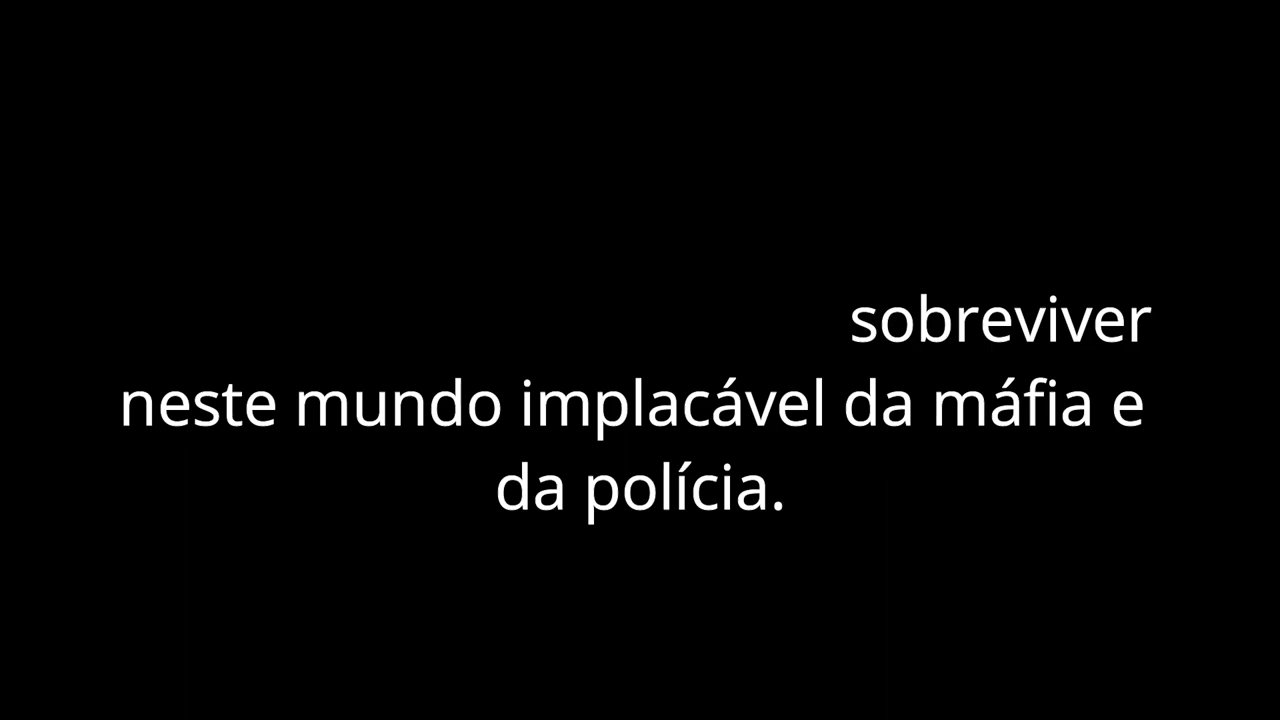 sobreviver
neste mundo implacável da máfia e
da polícia.